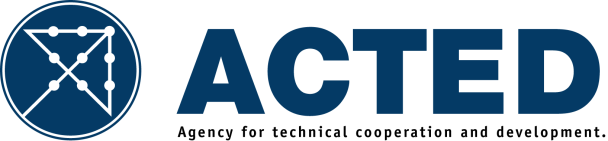 ACTED
Agency for technical cooperation and development.